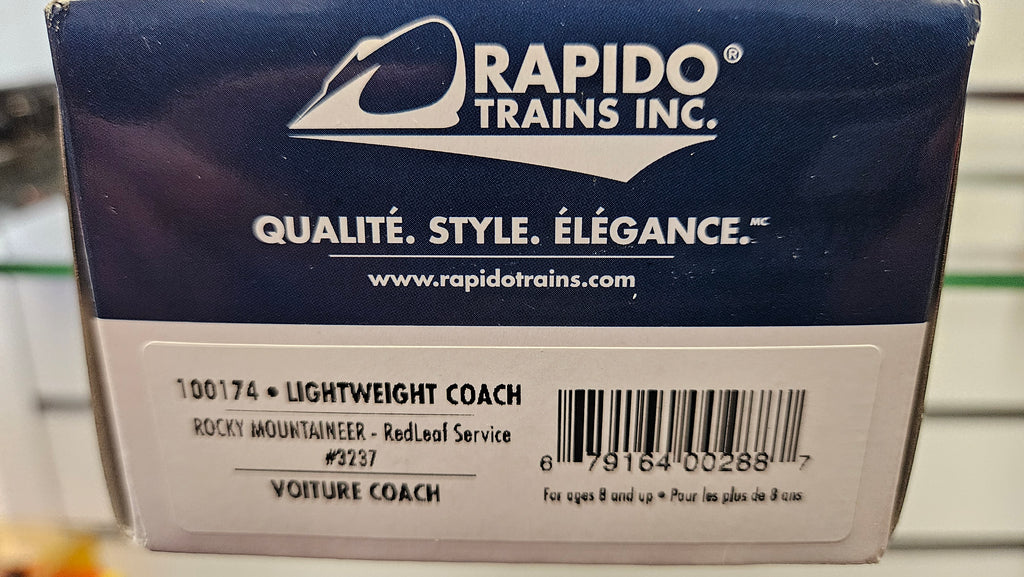 RAPIDO®
TRAINS INC.
QUALITÉ. STYLE. ÉLÉGANCE.MC
www.rapidotrains.com
100174 • LIGHTWEIGHT COACH
ROCKY MOUNTAINEER - RedLeaf Service
#3237
VOITURE COACH
6 79164 00288 7
For ages 8 and up • Pour les plus de 8 ans